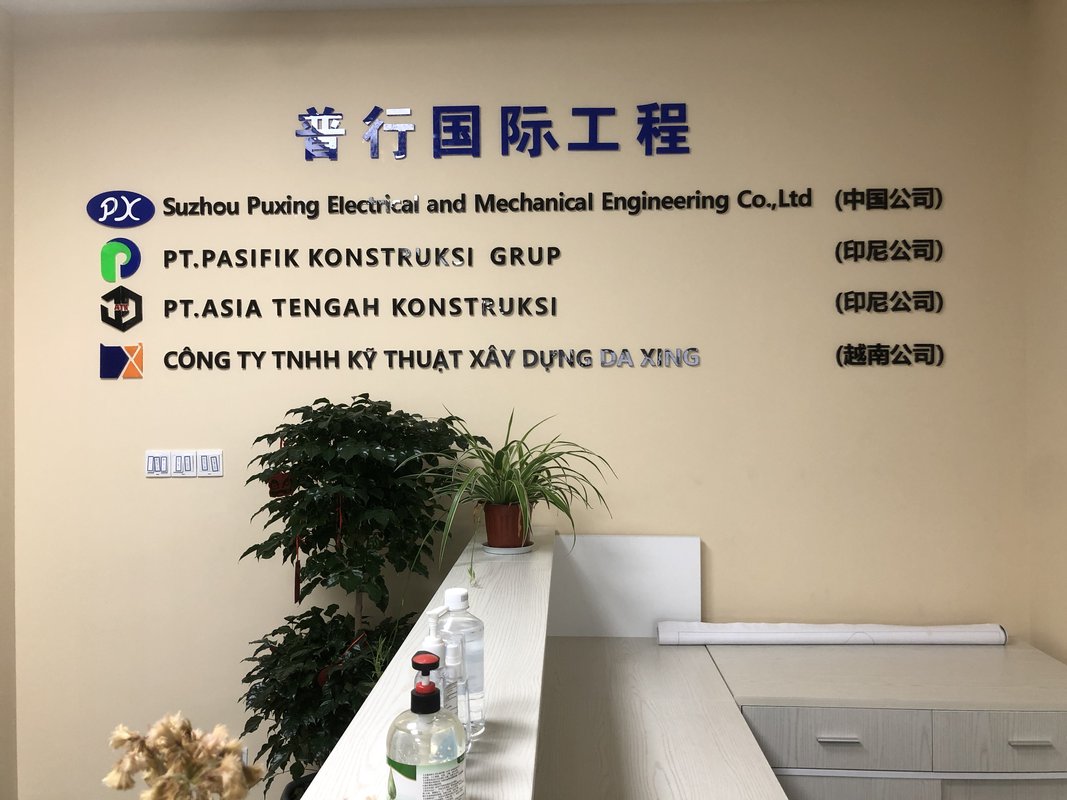 普行国际工程
PX Suzhou Puxing Electrical and Mechanical Engineering Co.,Ltd (中国公司)
PT.PASIFIK KONSTRUKSI GRUP (印尼公司)
ATK PT.ASIA TENGAH KONSTRUKSI (印尼公司)
CÔNG TY TNHH KỸ THUẬT XÂY DỰNG DA XING (越南公司)